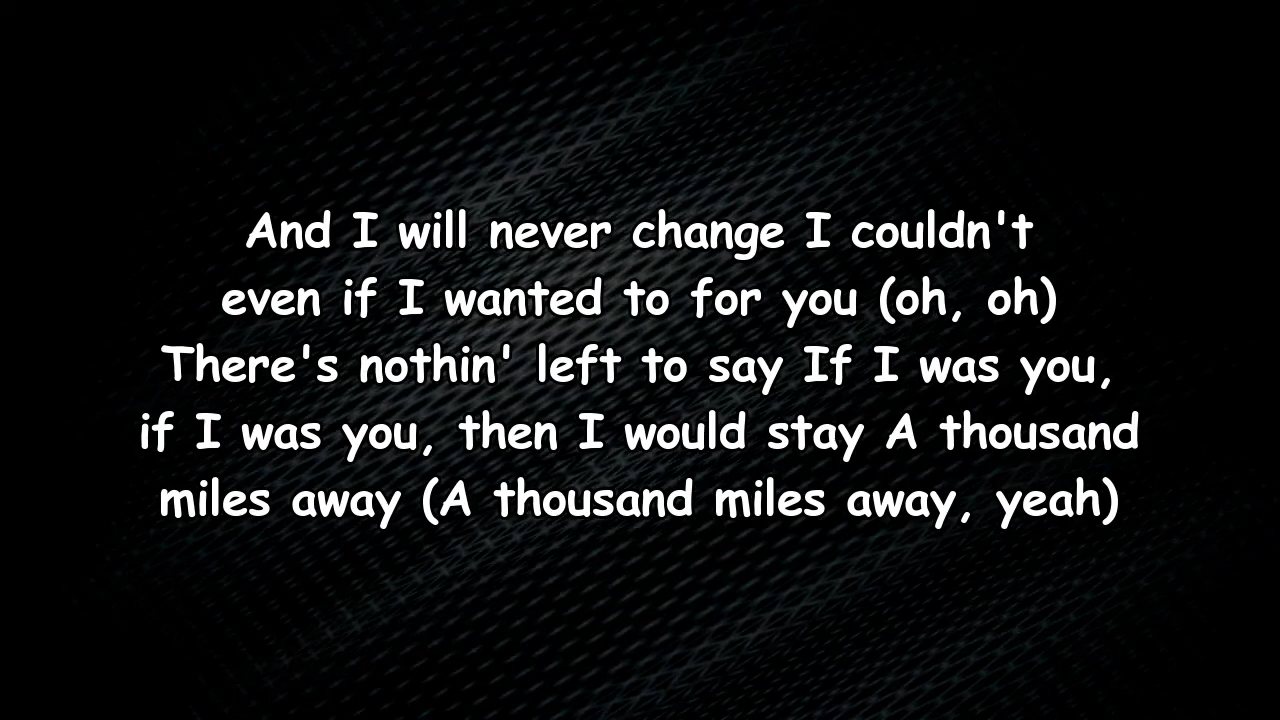 And I will never change I couldn't
even if I wanted to for you (oh, oh)
There's nothin' left to say If I was you,
if I was you, then I would stay A thousand
miles away (A thousand miles away, yeah)